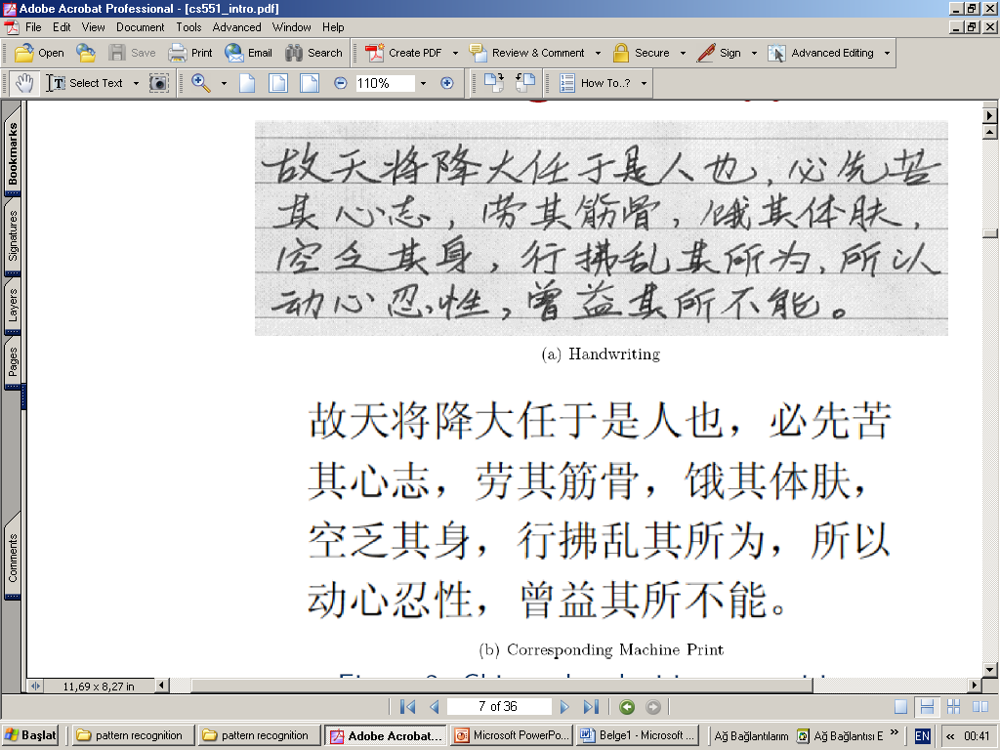 Adobe Acrobat Professional - [cs551_intro.pdf]
File Edit View Document Tools Advanced Window Help
Open Save Print Email Search Create PDF Review & Comment Secure Sign Advanced Editing
Select Text 110% How To..?
Bookmarks
Signatures
Layers
Pages
Comments
故天将降大任于是人也，必先苦
其心志，劳其筋骨，饿其体肤，
空乏其身，行拂乱其所为，所以
动心忍性，曾益其所不能。
(a) Handwriting
故天将降大任于是人也，必先苦
其心志，劳其筋骨，饿其体肤，
空乏其身，行拂乱其所为，所以
动心忍性，曾益其所不能。
(b) Corresponding Machine Print
11,69 x 8,27 in
7 of 36
Başlat pattern recognition pattern recognition Adobe Acrobat... Microsoft PowerPo... Belge1 - Microsoft ... Ağ Bağlantılarım Ağ Bağlantısı E » EN « 00:41